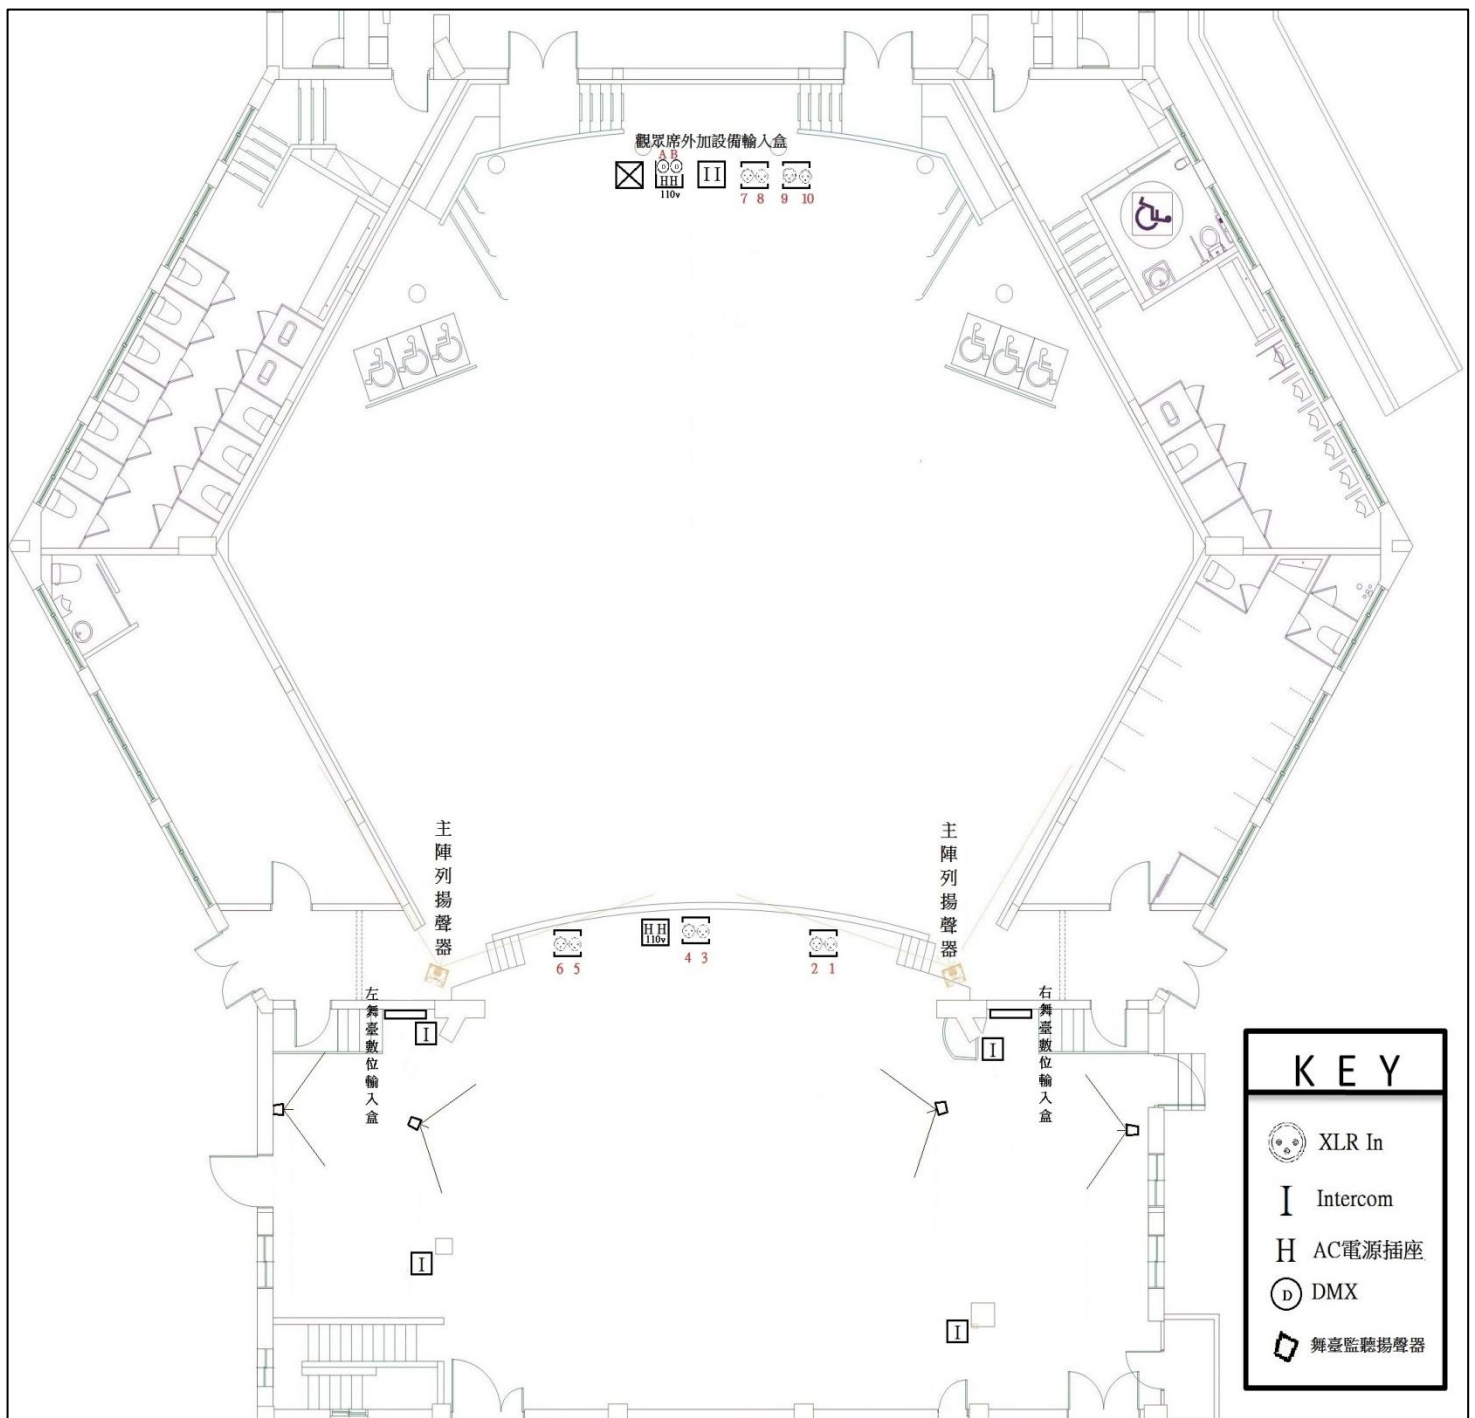 觀眾席外加設備輸入盒
A B
D D
H H
110v
I I
7 8
9 10
主陣列揚聲器
主陣列揚聲器
H H
110v
6 5
4 3
2 1
左舞臺數位輸入盒
右舞臺數位輸入盒
I
I
I
I
KEY
XLR In
I Intercom
H AC電源插座
D DMX
舞臺監聽揚聲器